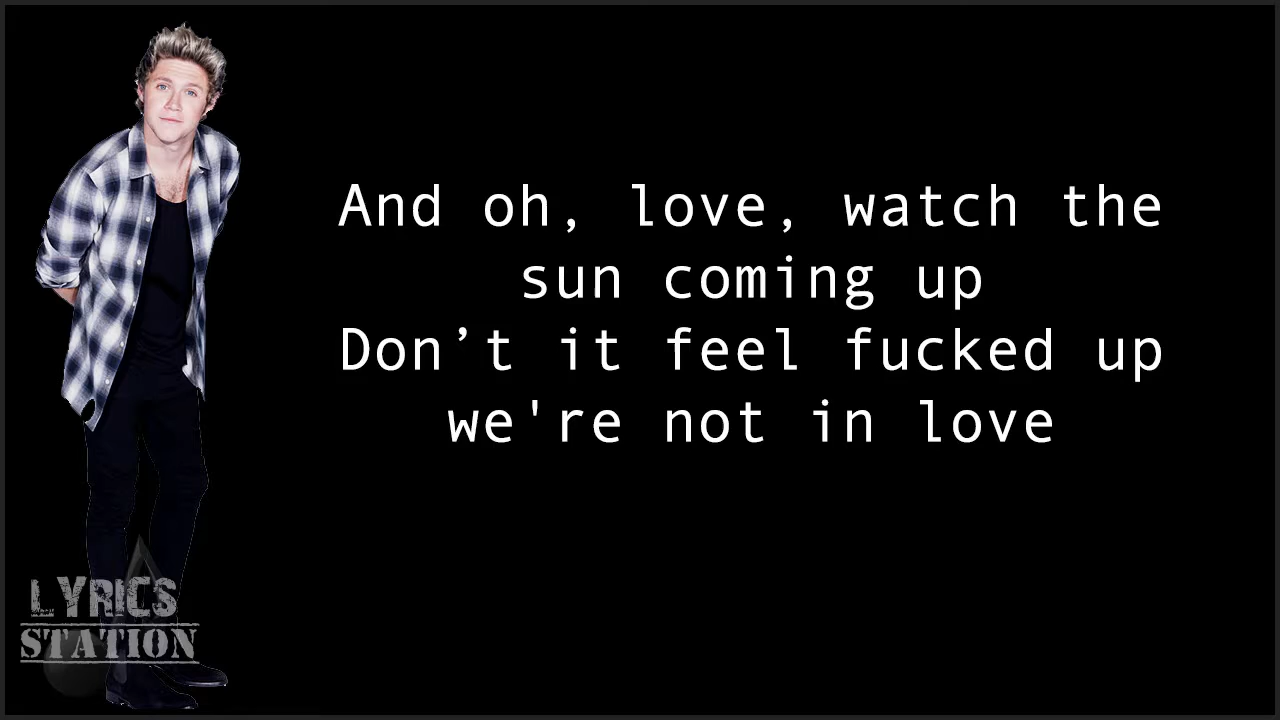 And oh, love, watch the
sun coming up
Don’t it feel fucked up
we're not in love
LYRICS
STATION